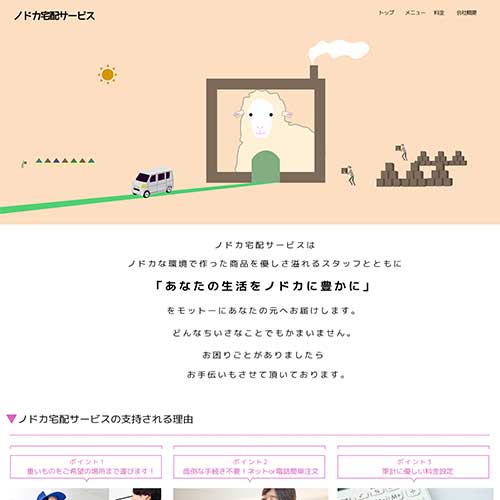 ノドカ宅配サービス
トップ メニュー 料金 会社概要
ノドカ宅配サービスは
ノドカな環境で作った商品を優しさ溢れるスタッフとともに
「あなたの生活をノドカに豊かに」
をモットーにあなたの元へお届けします。
どんなちいさなことでもかまいません。
お困りごとがありましたら
お手伝いもさせて頂いております。
ノドカ宅配サービスの支持される理由
ポイント1
重いものをご希望の場所まで運びます！
ポイント2
面倒な手続き不要！ネットor電話簡単注文
ポイント3
家計に優しい料金設定